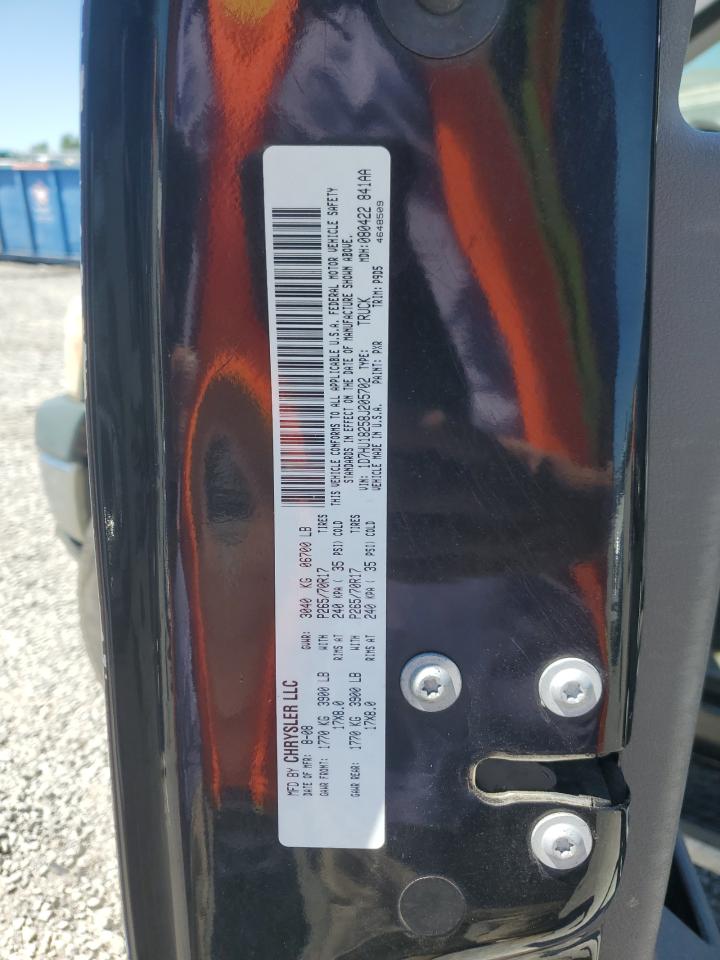 MFD BY CHRYSLER LLC
DATE OF MFR: 8-08 GVWR: 3040 KG 06700 LB
GAWR FRONT: 1770 KG 3900 LB WITH P265/70R17 TIRES
17X8.0 RIMS AT 240 KPA ( 35 PSI) COLD
GAWR REAR: 1770 KG 3900 LB WITH P265/70R17 TIRES
17X8.0 RIMS AT 240 KPA ( 35 PSI) COLD
THIS VEHICLE CONFORMS TO ALL APPLICABLE U.S.A. FEDERAL MOTOR VEHICLE SAFETY
STANDARDS IN EFFECT ON THE DATE OF MANUFACTURE SHOWN ABOVE.
VIN: 1D7HU18258J205702 TYPE: TRUCK MDH: 080422 841AA
VEHICLE MADE IN U.S.A. PAINT: PXR TRIM: P9D5 4648509